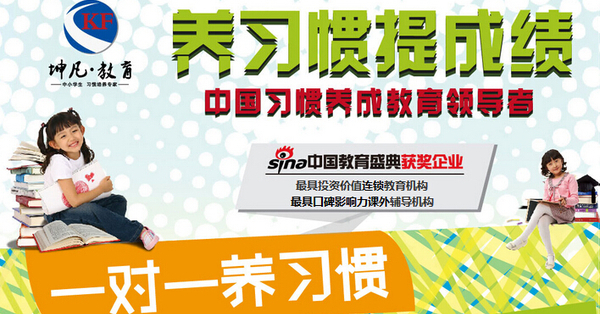 KF
坤凡·教育
中小学生 习惯培养专家
养习惯提成绩
中国习惯养成教育领导者
sina中国教育盛典获奖企业
最具投资价值连锁教育机构
最具口碑影响力课外辅导机构
一对一养习惯